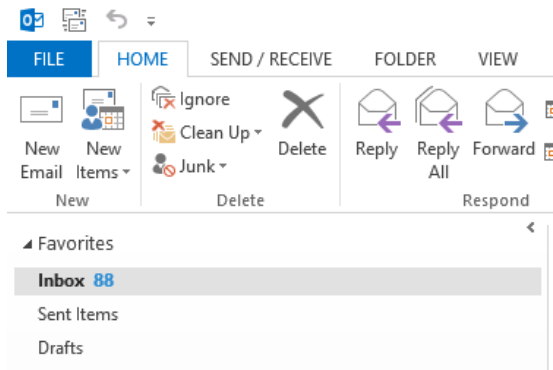 FILE HOME SEND / RECEIVE FOLDER VIEW
New Email
New Items
Ignore
Clean Up
Junk
Delete
Reply
Reply All
Forward
New Delete Respond
Favorites
Inbox 88
Sent Items
Drafts